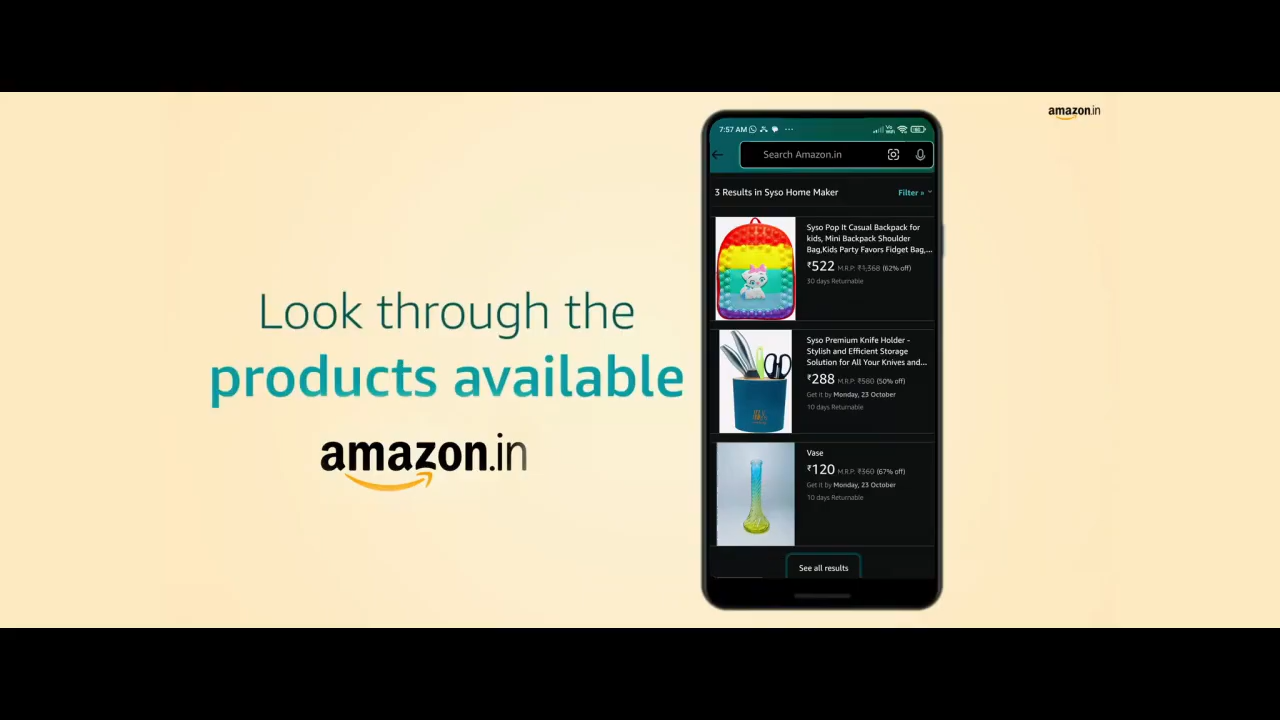 amazon.in
7:57 AM
Vo
WiFi
Search Amazon.in
3 Results in Syso Home Maker
Filter »
Syso Pop It Casual Backpack for
kids, Mini Backpack Shoulder
Bag,Kids Party Favors Fidget Bag,...
₹522 M.R.P: ₹1,368 (62% off)
30 days Returnable
Look through the
products available
amazon.in
Syso Premium Knife Holder -
Stylish and Efficient Storage
Solution for All Your Knives and...
₹288 M.R.P: ₹580 (50% off)
Get it by Monday, 23 October
10 days Returnable
Vase
₹120 M.R.P: ₹360 (67% off)
Get it by Monday, 23 October
10 days Returnable
See all results